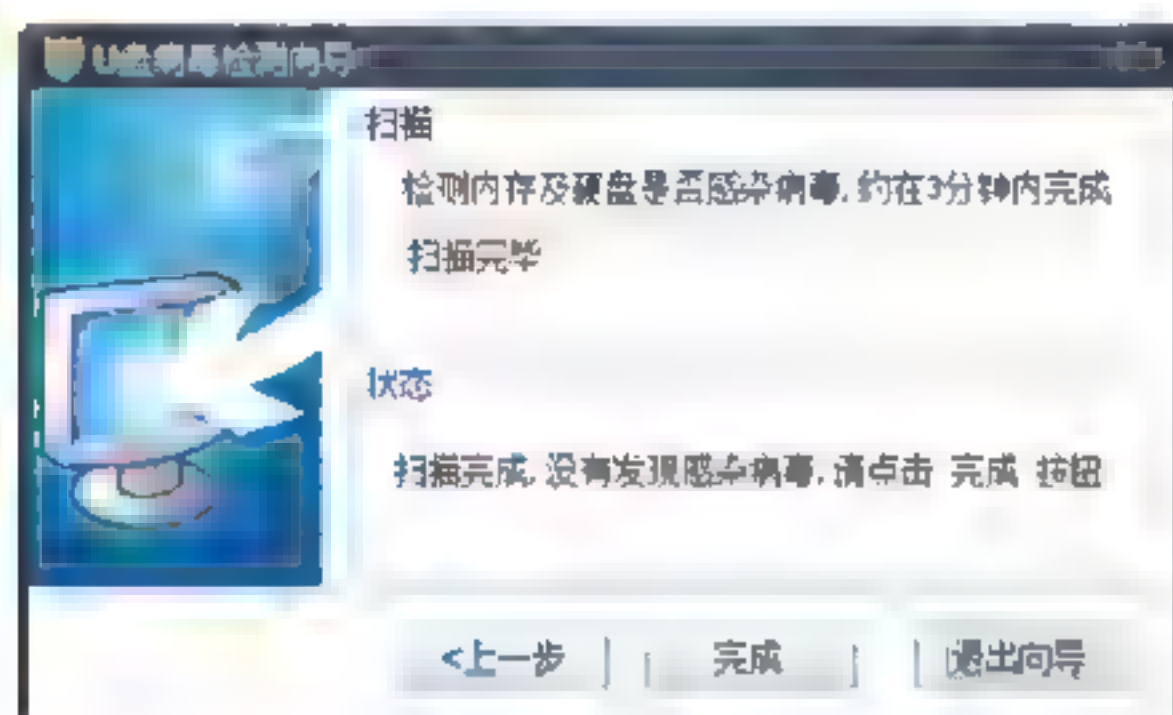 U盘病毒检测向导
扫描
检测内存及硬盘是否感染病毒,约在3分钟内完成
扫描完毕
状态
扫描完成,没有发现感染病毒,请点击 完成 按钮
<上一步 完成 退出向导